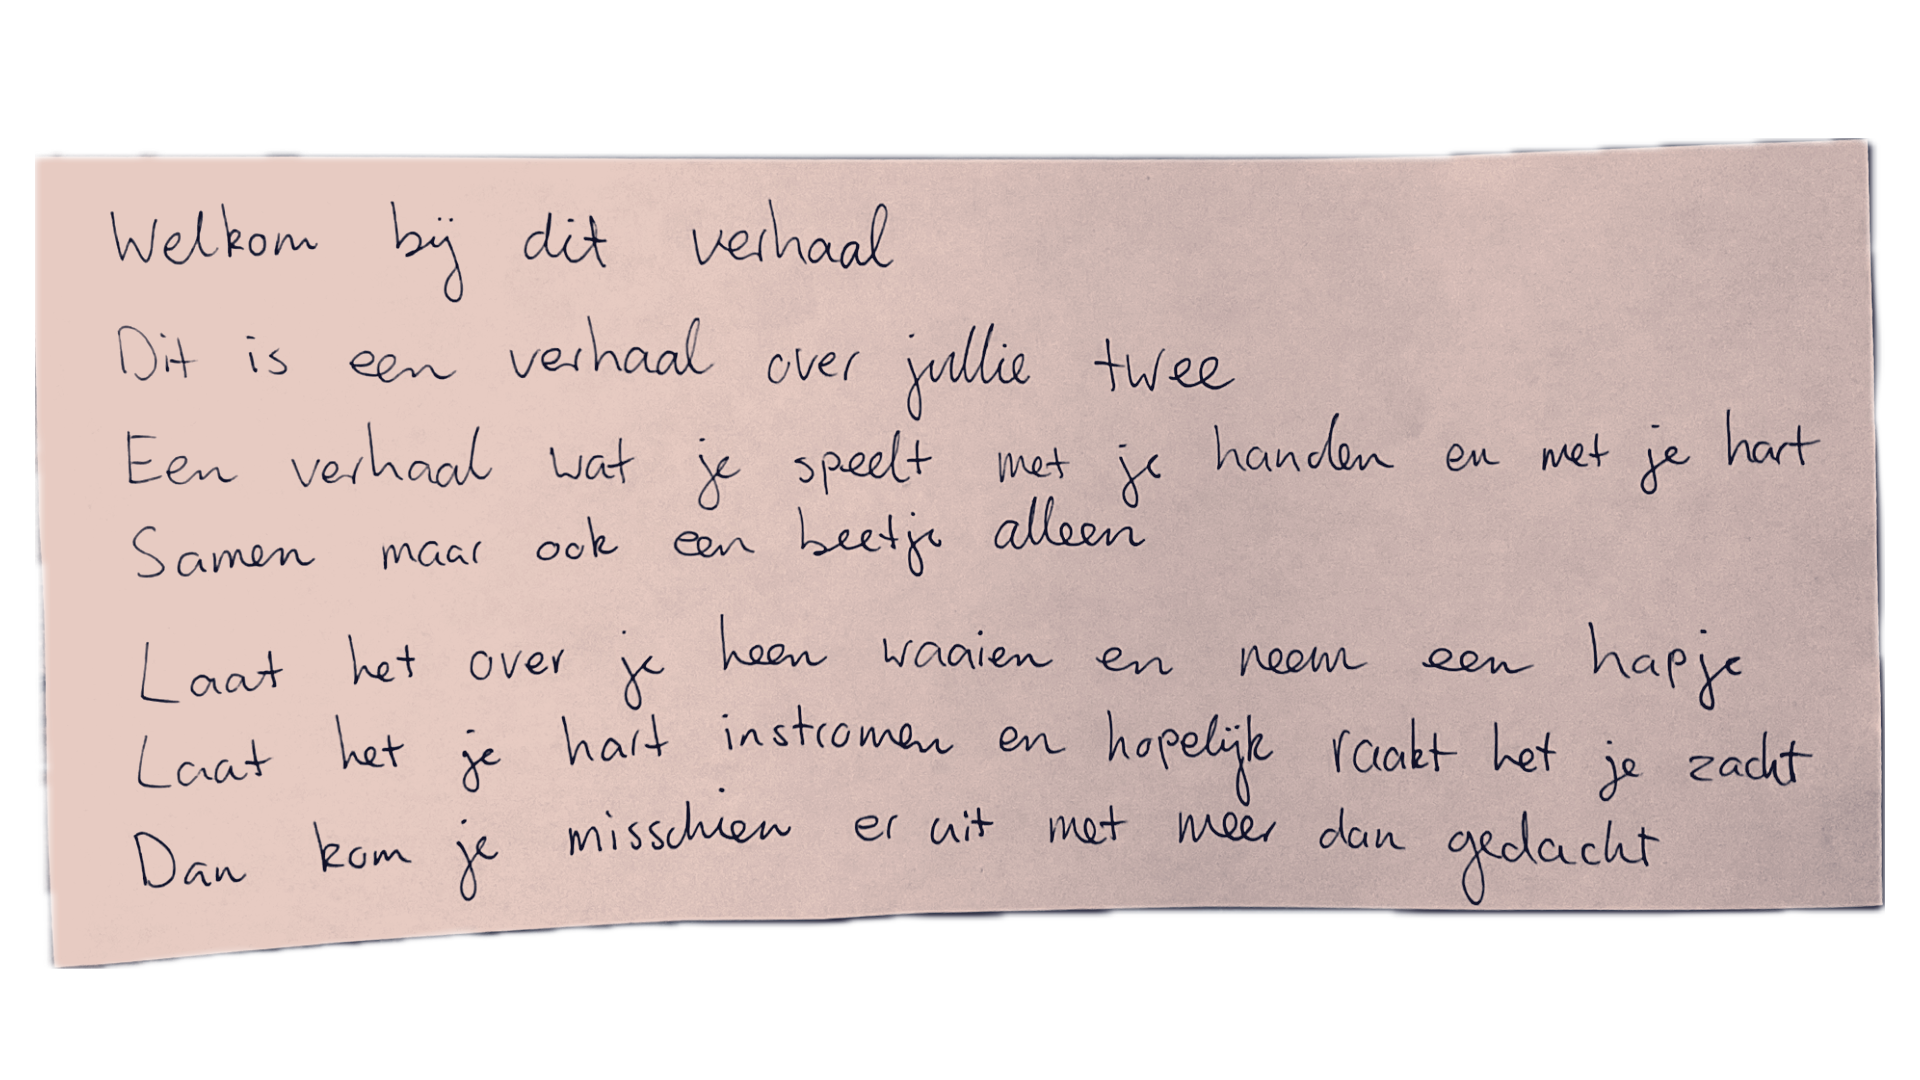 Welkom bij dit verhaal
Dit is een verhaal over jullie twee
Een verhaal wat je speelt met je handen en met je hart
Samen maar ook een beetje alleen
Laat het over je heen waaien en neem een hapje
Laat het je hart instromen en hopelijk raakt het je zacht
Dan kom je misschien er uit met meer dan gedacht